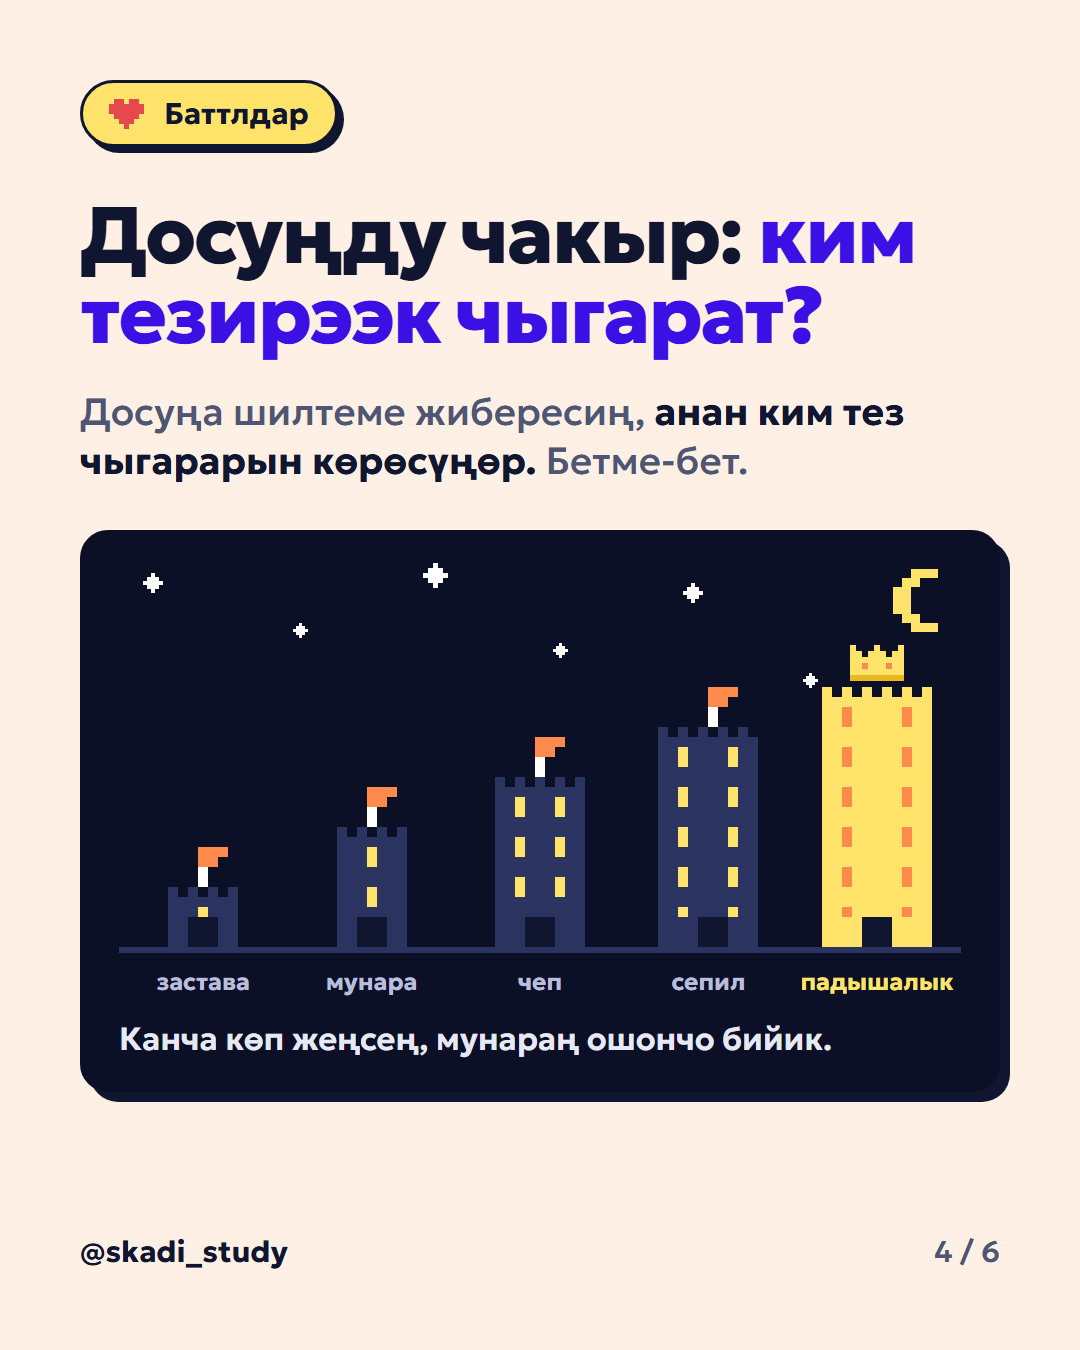 Баттлдар
Досуңду чакыр: ким
тезирээк чыгарат?
Досуңа шилтеме жибересиң, анан ким тез
чыгарарын көрөсүңөр. Бетме-бет.
застава мунара чеп сепил падышалык
Канча көп жеңсең, мунараң ошончо бийик.
@skadi_study 4 / 6